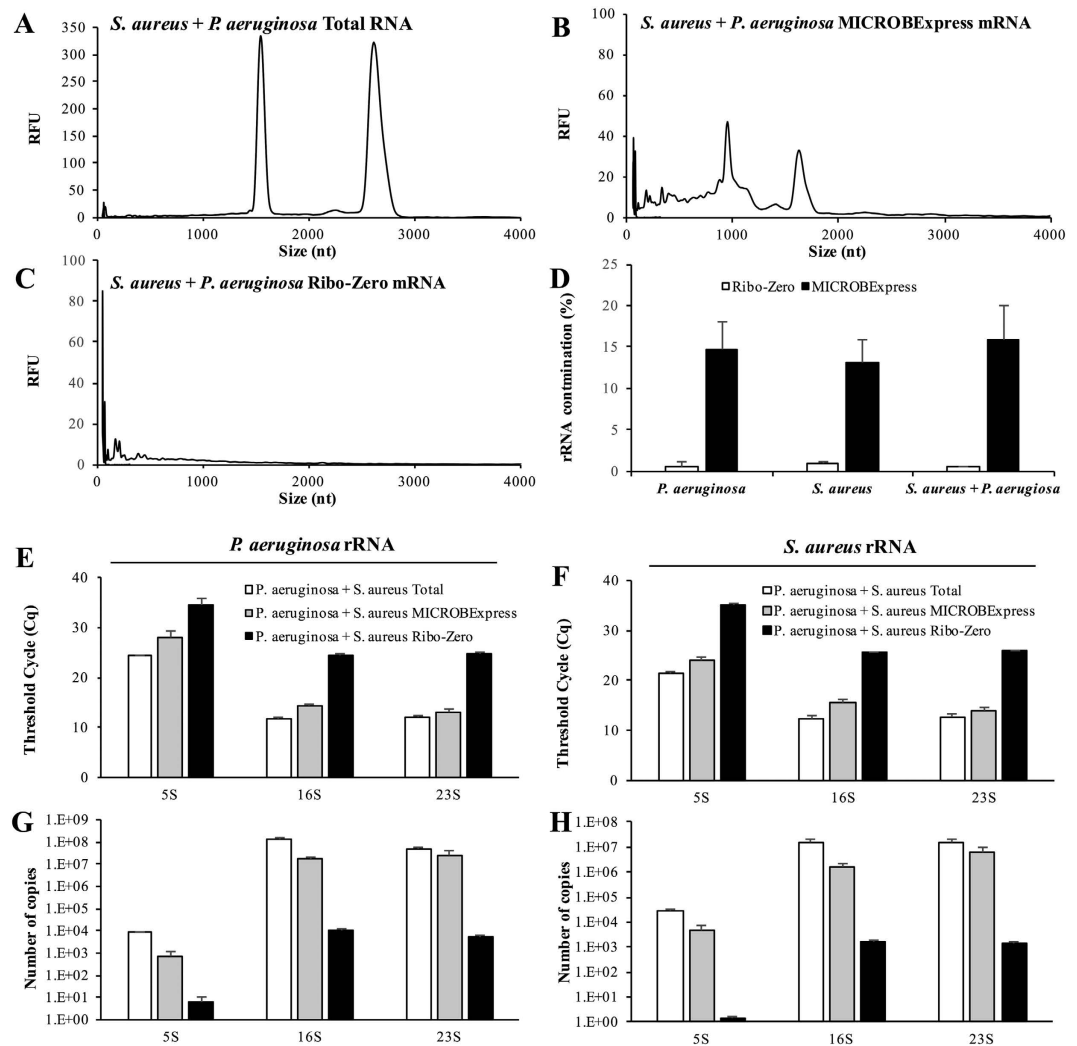 A
S. aureus + P. aeruginosa Total RNA
350
300
250
200
150
100
50
0
RFU
0 1000 2000 3000 4000
Size (nt)
B
S. aureus + P. aeruginosa MICROBExpress mRNA
100
80
60
40
20
0
RFU
0 1000 2000 3000 4000
Size (nt)
C
S. aureus + P. aeruginosa Ribo-Zero mRNA
100
80
60
40
20
0
RFU
0 1000 2000 3000 4000
Size (nt)
D
Ribo-Zero MICROBExpress
25
20
15
10
5
0
rRNA contmination (%)
P. aeruginosa S. aureus S. aureus + P. aerugiosa
E
P. aeruginosa rRNA
P. aeruginosa + S. aureus Total
P. aeruginosa + S. aureus MICROBExpress
P. aeruginosa + S. aureus Ribo-Zero
40
30
20
10
0
Threshold Cycle (Cq)
5S 16S 23S
F
S. aureus rRNA
P. aeruginosa + S. aureus Total
P. aeruginosa + S. aureus MICROBExpress
P. aeruginosa + S. aureus Ribo-Zero
40
30
20
10
0
Threshold Cycle (Cq)
5S 16S 23S
G
1.E+09
1.E+08
1.E+07
1.E+06
1.E+05
1.E+04
1.E+03
1.E+02
1.E+01
1.E+00
Number of copies
5S 16S 23S
H
1.E+08
1.E+07
1.E+06
1.E+05
1.E+04
1.E+03
1.E+02
1.E+01
1.E+00
Number of copies
5S 16S 23S